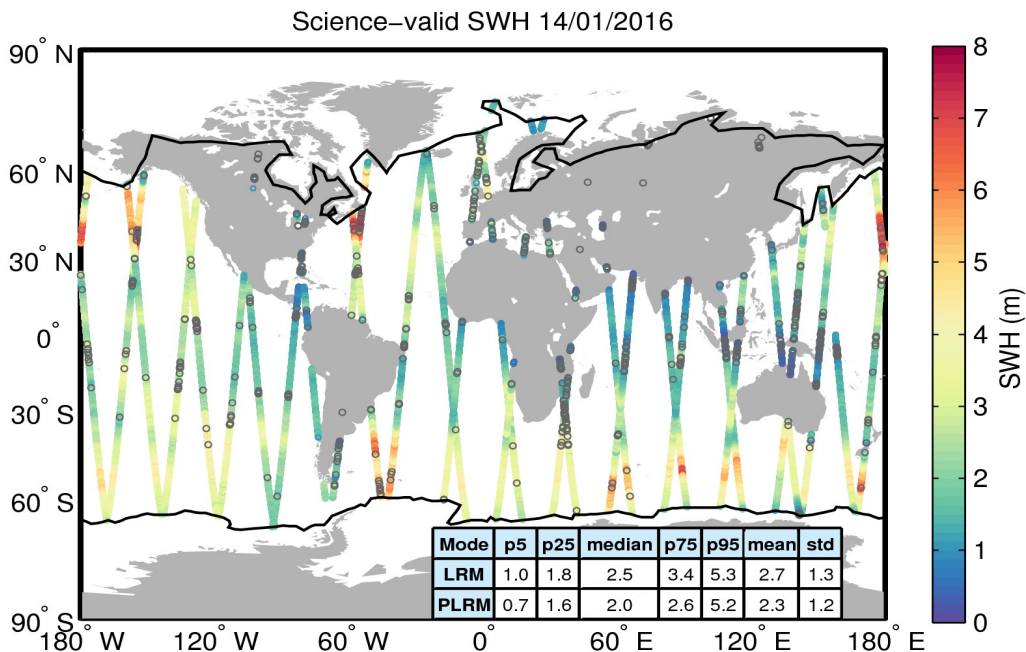 Science−valid SWH 14/01/2016
90° N
60° N
30° N
0°
30° S
60° S
90° S
180° W
120° W
60° W
0°
60° E
120° E
180° E
8
7
6
5
4
3
2
1
0
SWH (m)
Mode p5 p25 median p75 p95 mean std
LRM 1.0 1.8 2.5 3.4 5.3 2.7 1.3
PLRM 0.7 1.6 2.0 2.6 5.2 2.3 1.2